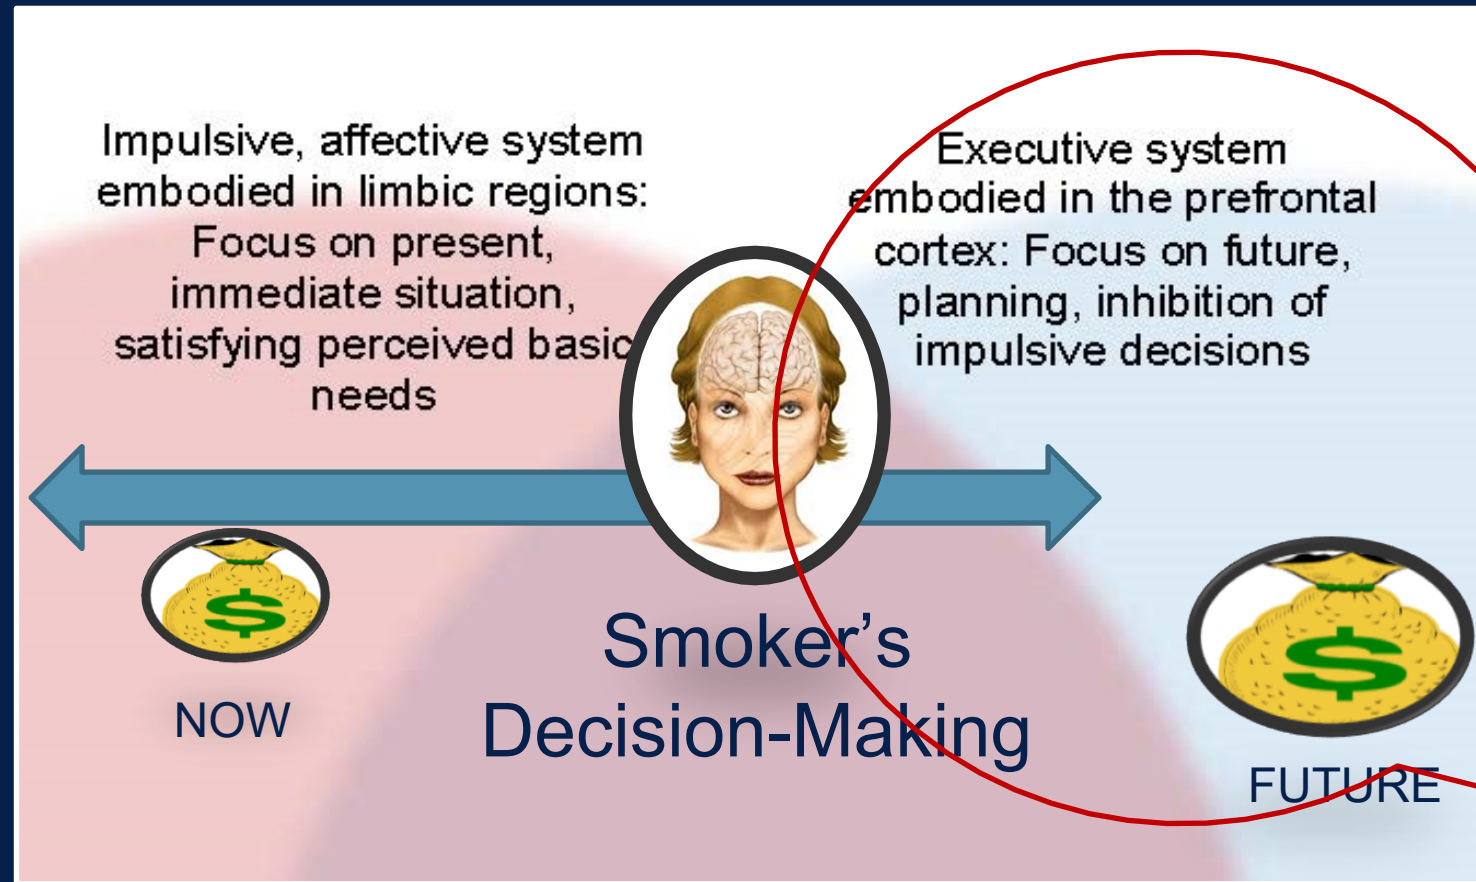 Impulsive, affective system
embodied in limbic regions:
Focus on present,
immediate situation,
satisfying perceived basic
needs
Executive system
embodied in the prefrontal
cortex: Focus on future,
planning, inhibition of
impulsive decisions
$
NOW
Smoker’s
Decision-Making
$
FUTURE